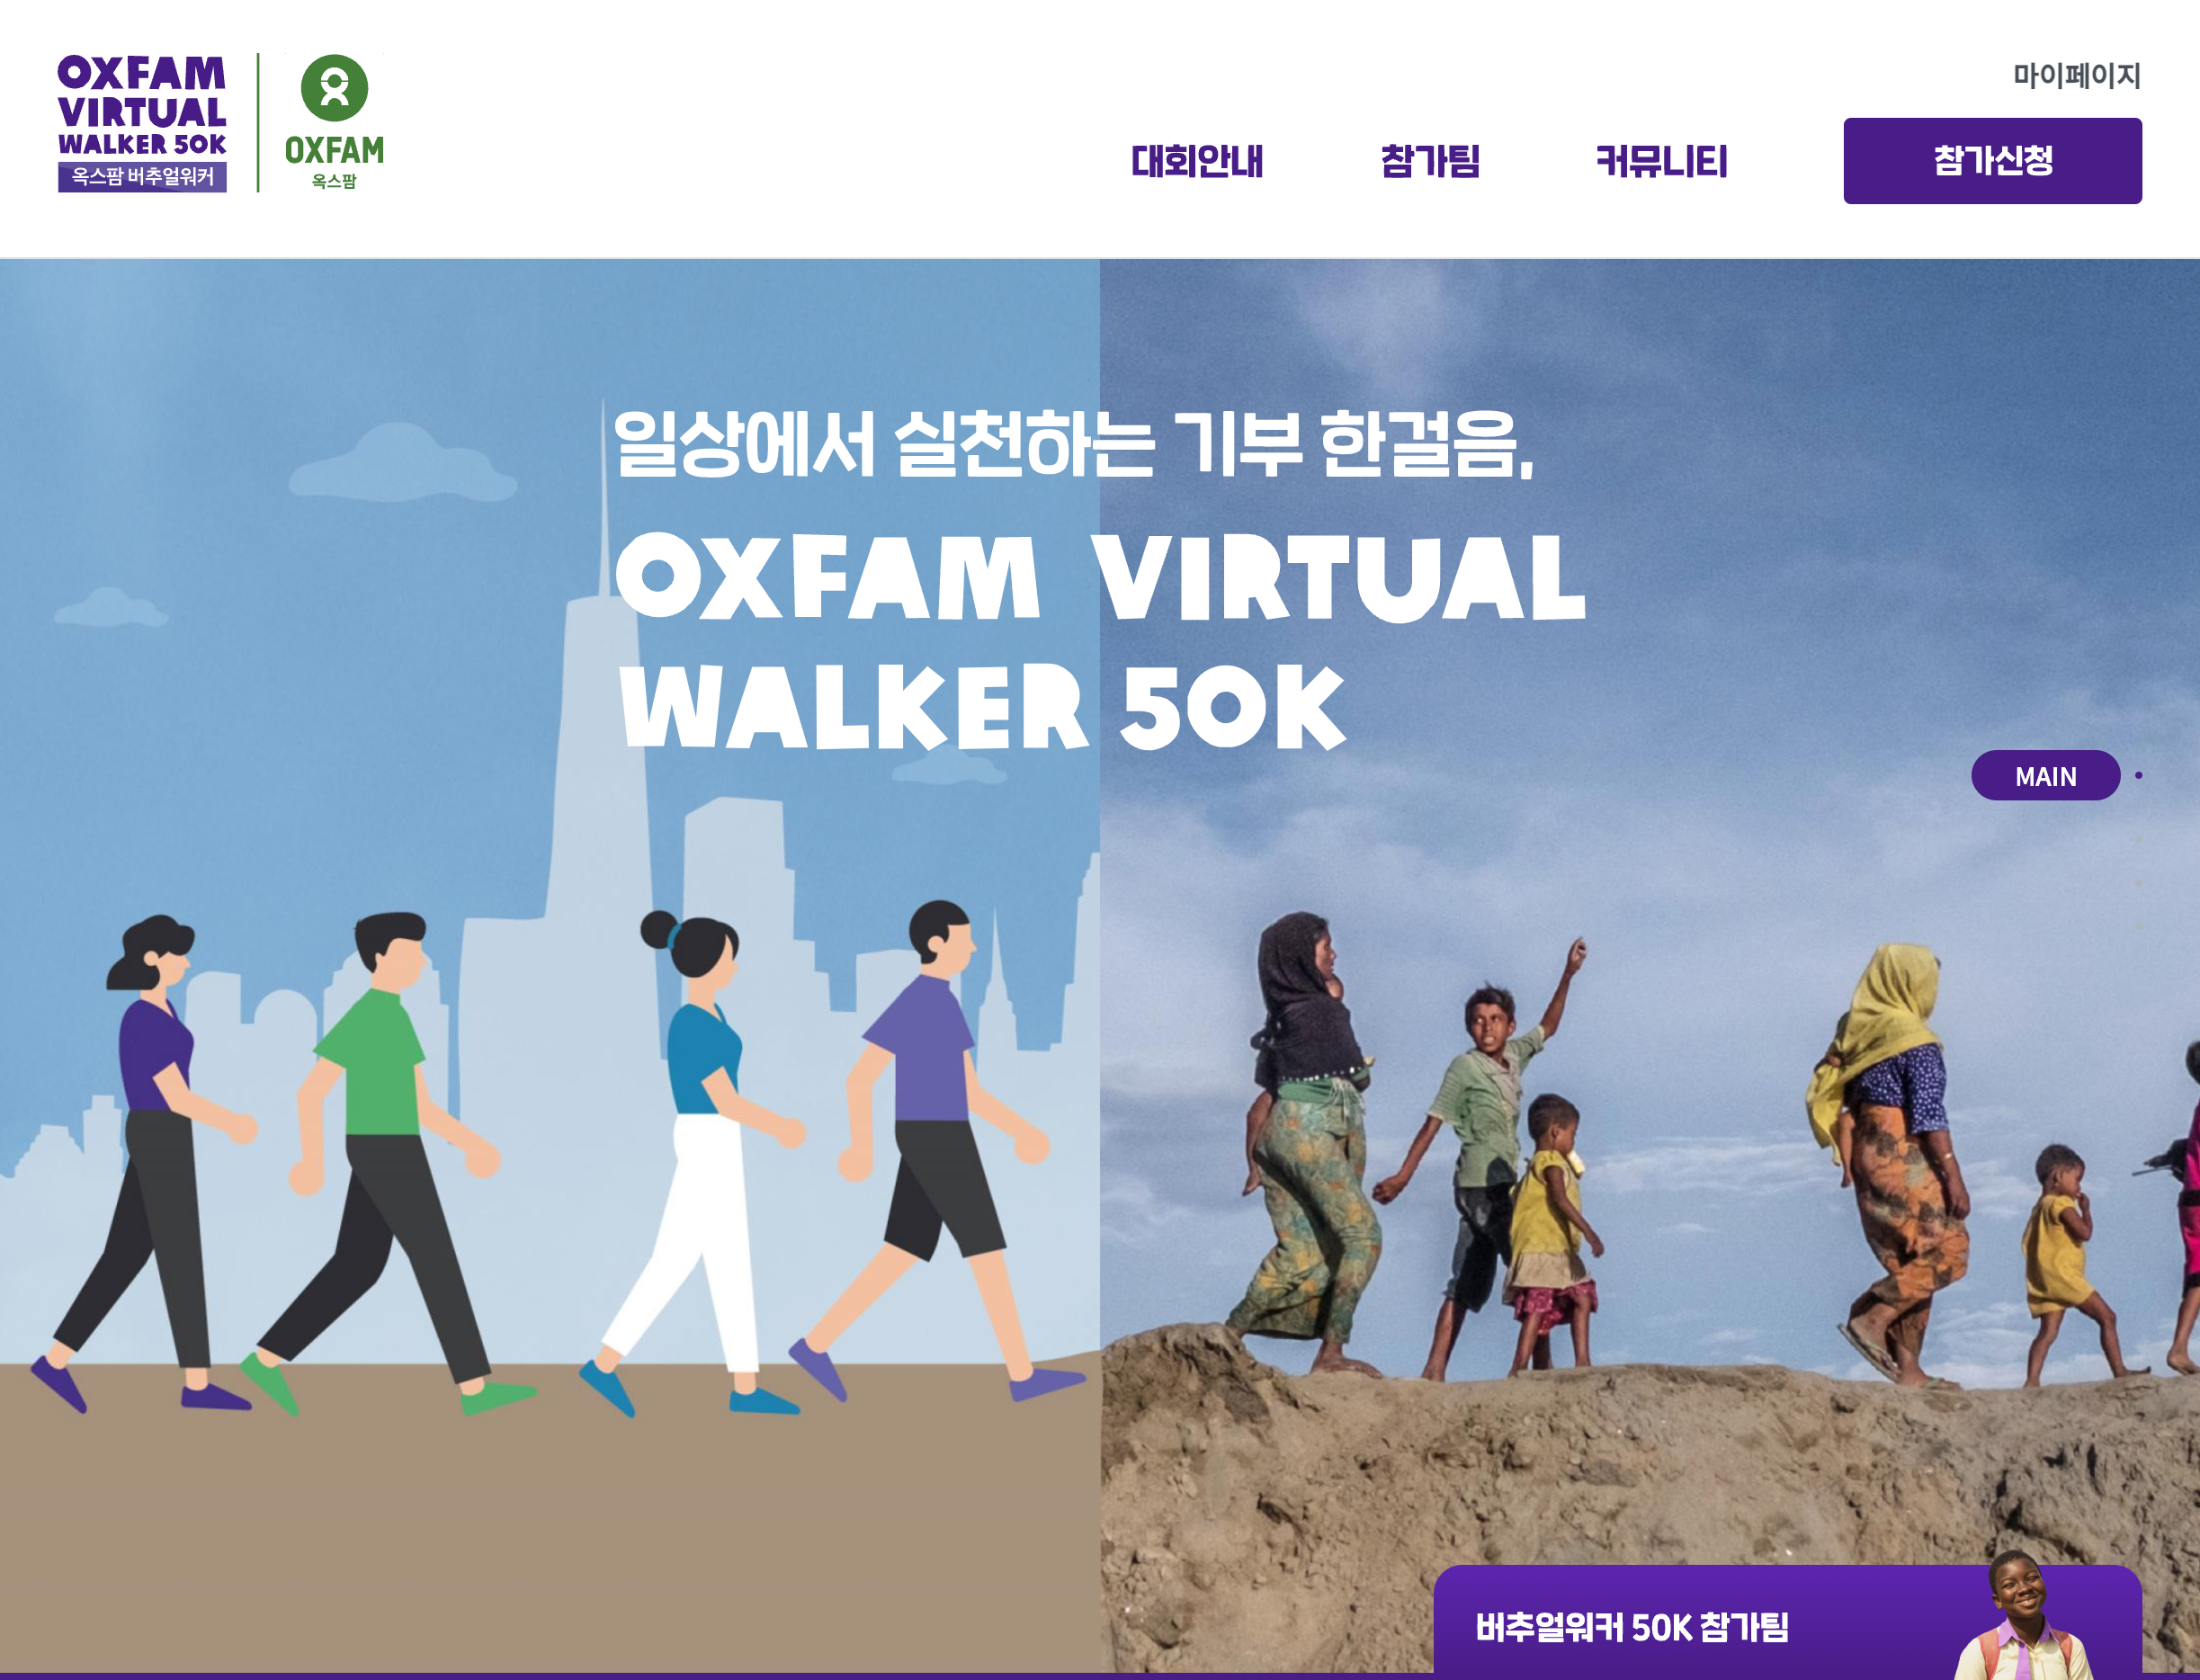 OXFAM
VIRTUAL
WALKER 50K
옥스팜 버추얼워커
OXFAM
옥스팜
마이페이지
대회안내
참가팀
커뮤니티
참가신청
일상에서 실천하는 기부 한걸음,
OXFAM VIRTUAL
WALKER 50K
MAIN
버추얼워커 50K 참가팀